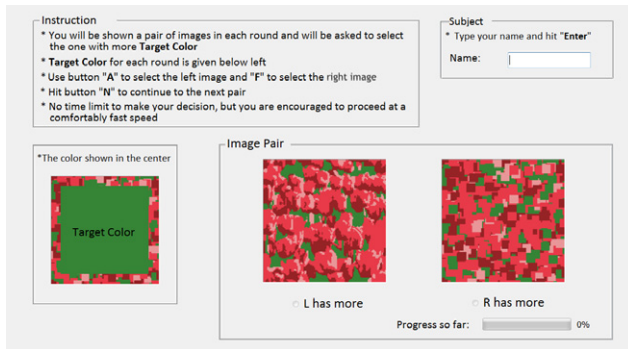 Instruction
* You will be shown a pair of images in each round and will be asked to select
the one with more Target Color
* Target Color for each round is given below left
* Use button "A" to select the left image and "F" to select the right image
* Hit button "N" to continue to the next pair
* No time limit to make your decision, but you are encouraged to proceed at a
comfortably fast speed
Subject
* Type your name and hit "Enter"
Name:
*The color shown in the center
Target Color
Image Pair
L has more
R has more
Progress so far:
0%